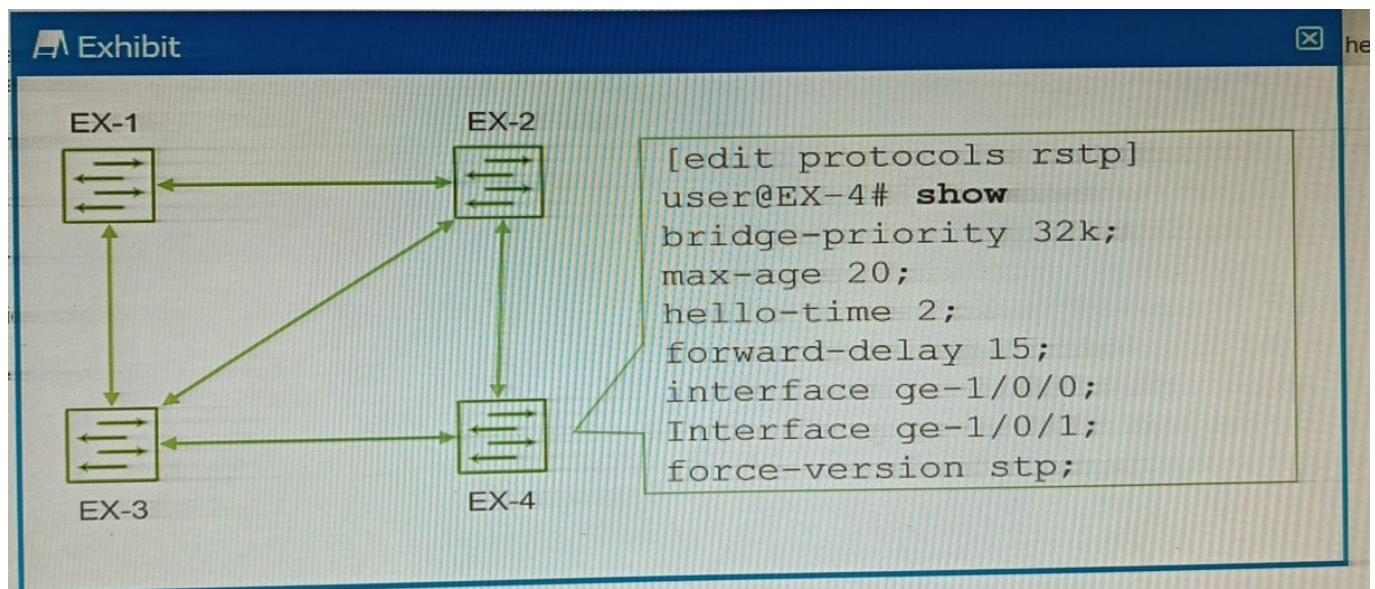 Exhibit
he
EX-1
EX-2
EX-3
EX-4
[edit protocols rstp]
user@EX-4# show
bridge-priority 32k;
max-age 20;
hello-time 2;
forward-delay 15;
interface ge-1/0/0;
Interface ge-1/0/1;
force-version stp;